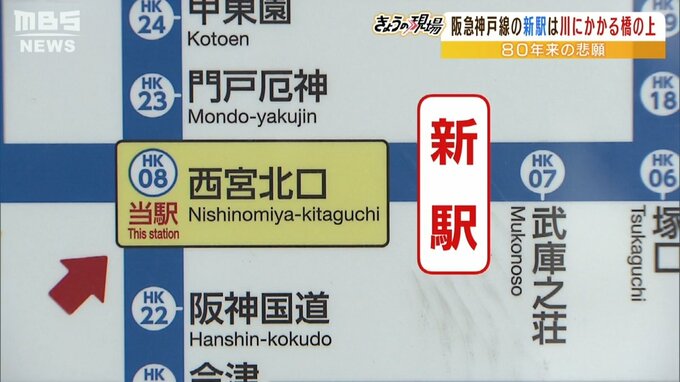 MBS
NEWS
きょうの現場
阪急神戸線の新駅は川にかかる橋の上
80年来の悲願
HK
24
甲東園
Kotoen
HK
23
門戸厄神
Mondo-yakujin
HK
08
西宮北口
Nishinomiya-kitaguchi
当駅
This station
新駅
HK
07
武庫之荘
Mukonoso
HK
06
塚口
Tsukaguchi
HK
18
HK
22
阪神国道
Hanshin-kokudo
HK